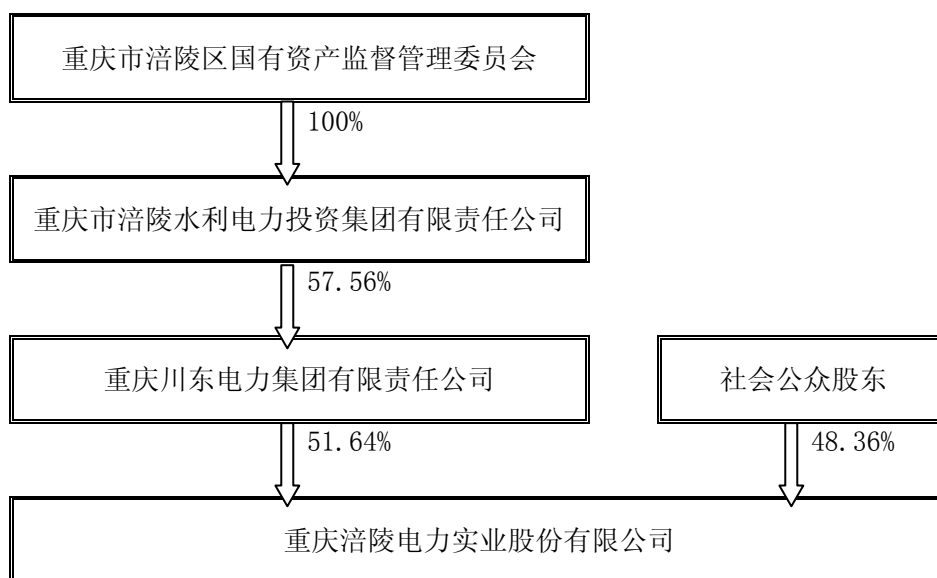 重庆市涪陵区国有资产监督管理委员会
100%
重庆市涪陵水利电力投资集团有限责任公司
57.56%
重庆川东电力集团有限责任公司
社会公众股东
51.64%
48.36%
重庆涪陵电力实业股份有限公司